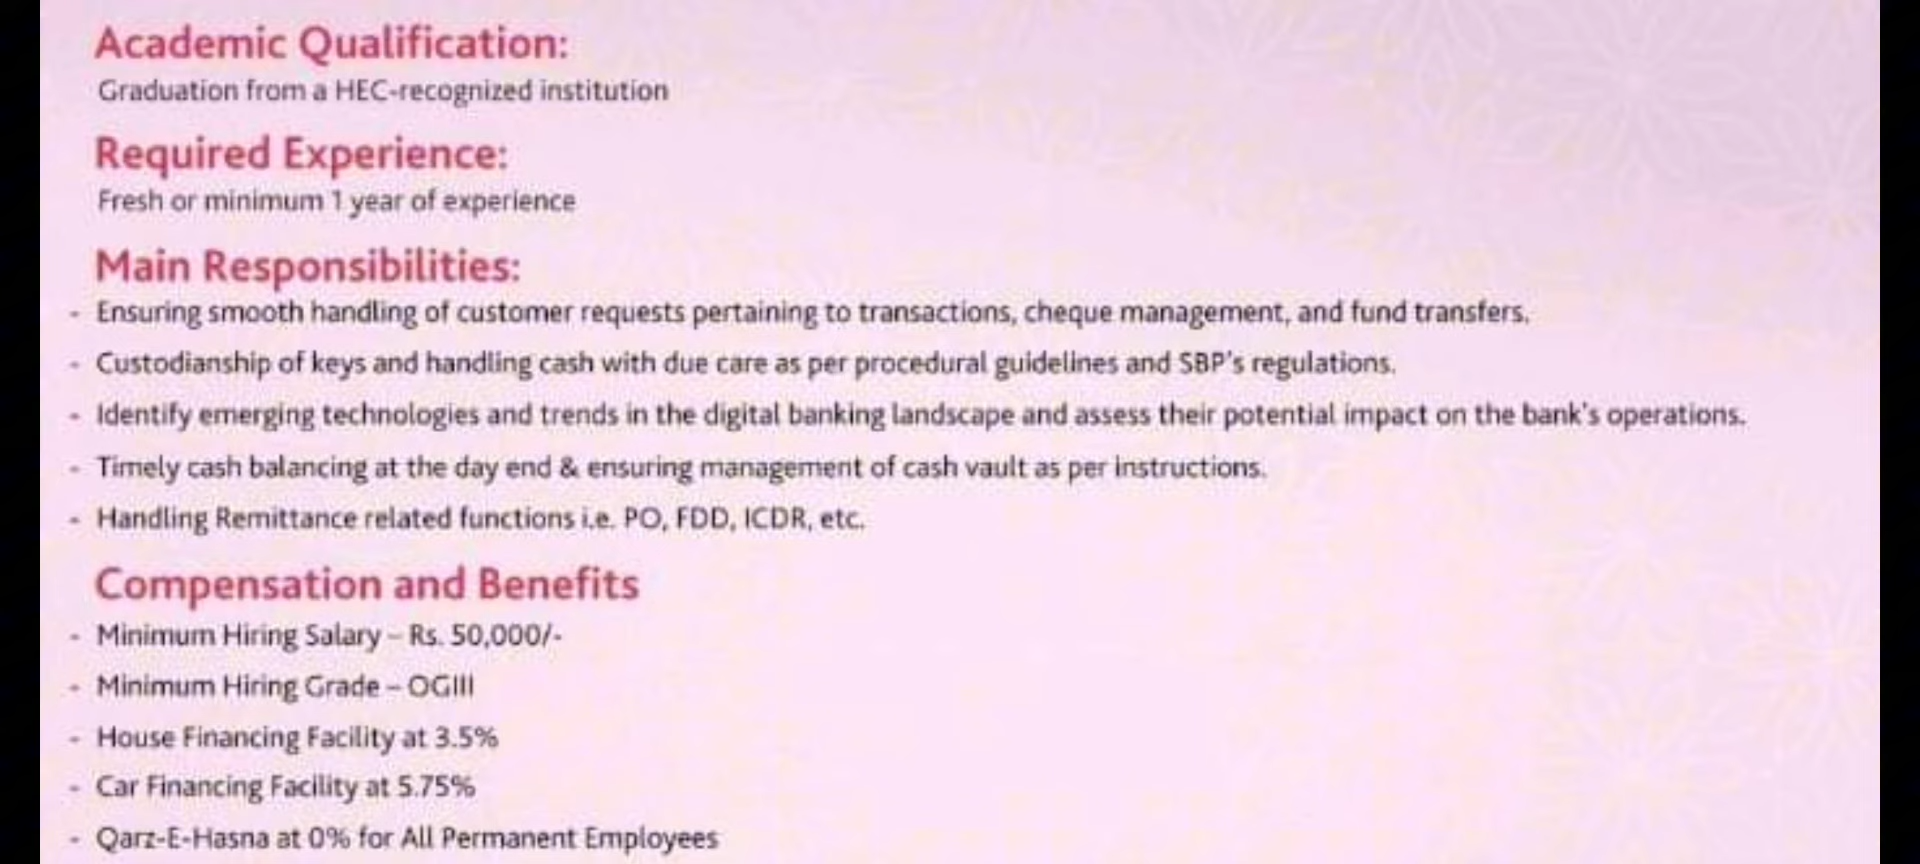 Academic Qualification:
Graduation from a HEC-recognized institution
Required Experience:
Fresh or minimum 1 year of experience
Main Responsibilities:
- Ensuring smooth handling of customer requests pertaining to transactions, cheque management, and fund transfers.
- Custodianship of keys and handling cash with due care as per procedural guidelines and SBP's regulations.
- Identify emerging technologies and trends in the digital banking landscape and assess their potential impact on the bank's operations.
- Timely cash balancing at the day end & ensuring management of cash vault as per instructions.
- Handling Remittance related functions i.e. PO, FDD, ICDR, etc.
Compensation and Benefits
- Minimum Hiring Salary – Rs. 50,000/-
- Minimum Hiring Grade – OGIII
- House Financing Facility at 3.5%
- Car Financing Facility at 5.75%
- Qarz-E-Hasna at 0% for All Permanent Employees